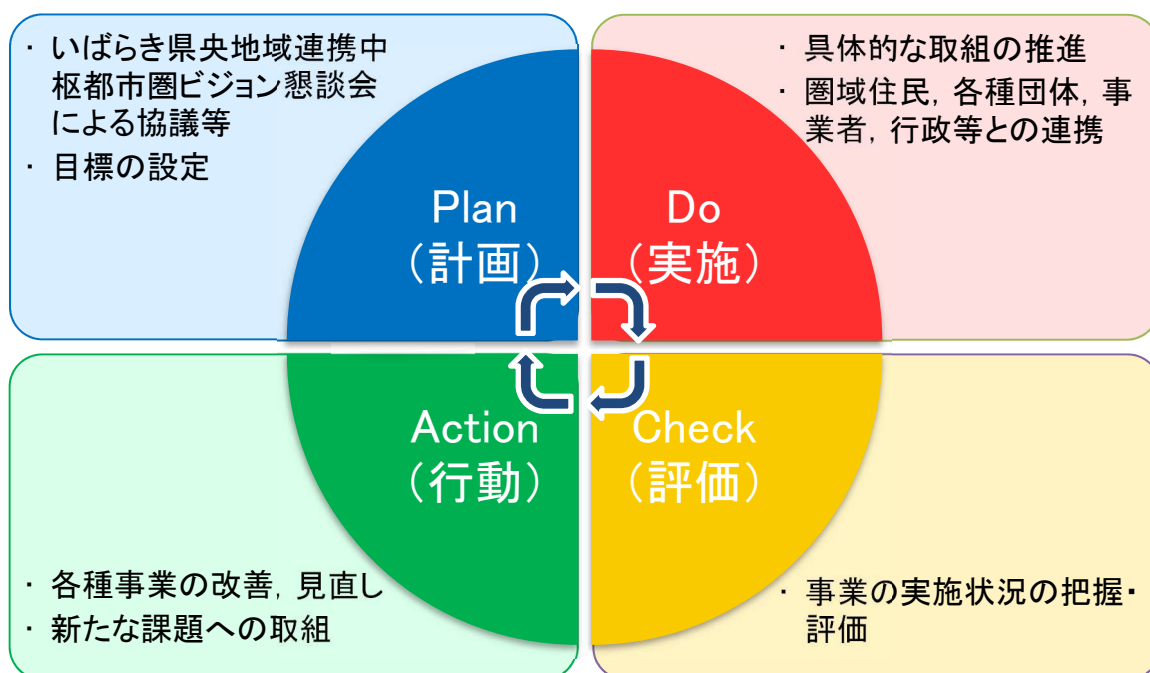 ・ いばらき県央地域連携中
枢都市圏ビジョン懇談会
による協議等
・ 目標の設定
Plan
（計画）
・ 具体的な取組の推進
・ 圏域住民，各種団体，事
業者，行政等との連携
Do
（実施）
Action
（行動）
・ 各種事業の改善，見直し
・ 新たな課題への取組
Check
（評価）
・ 事業の実施状況の把握・
評価